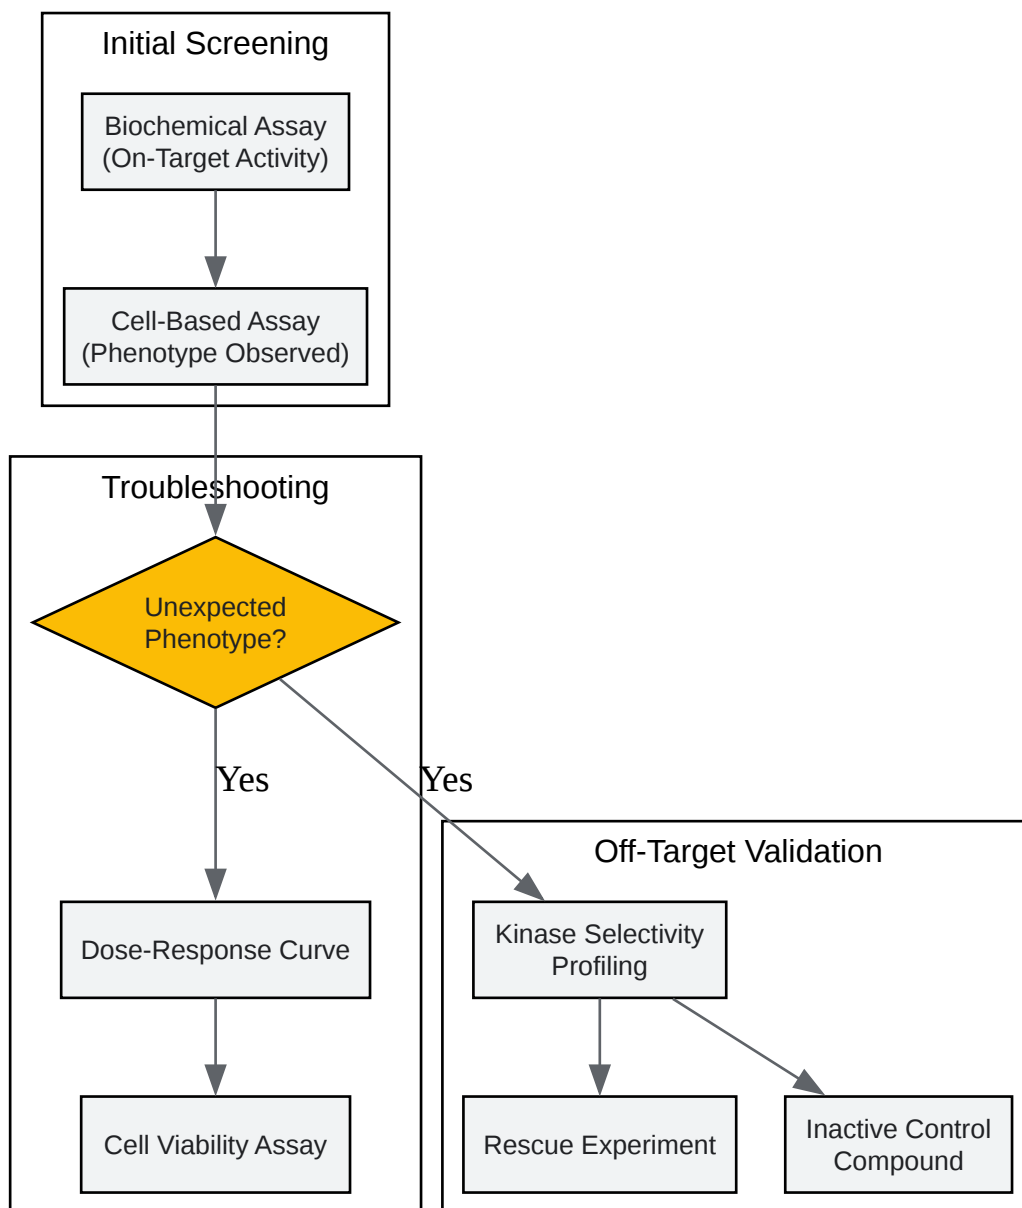 Initial Screening
Biochemical Assay
(On-Target Activity)
Cell-Based Assay
(Phenotype Observed)
Troubleshooting
Unexpected
Phenotype?
Yes
Yes
Off-Target Validation
Dose-Response Curve
Kinase Selectivity
Profiling
Cell Viability Assay
Rescue Experiment
Inactive Control
Compound